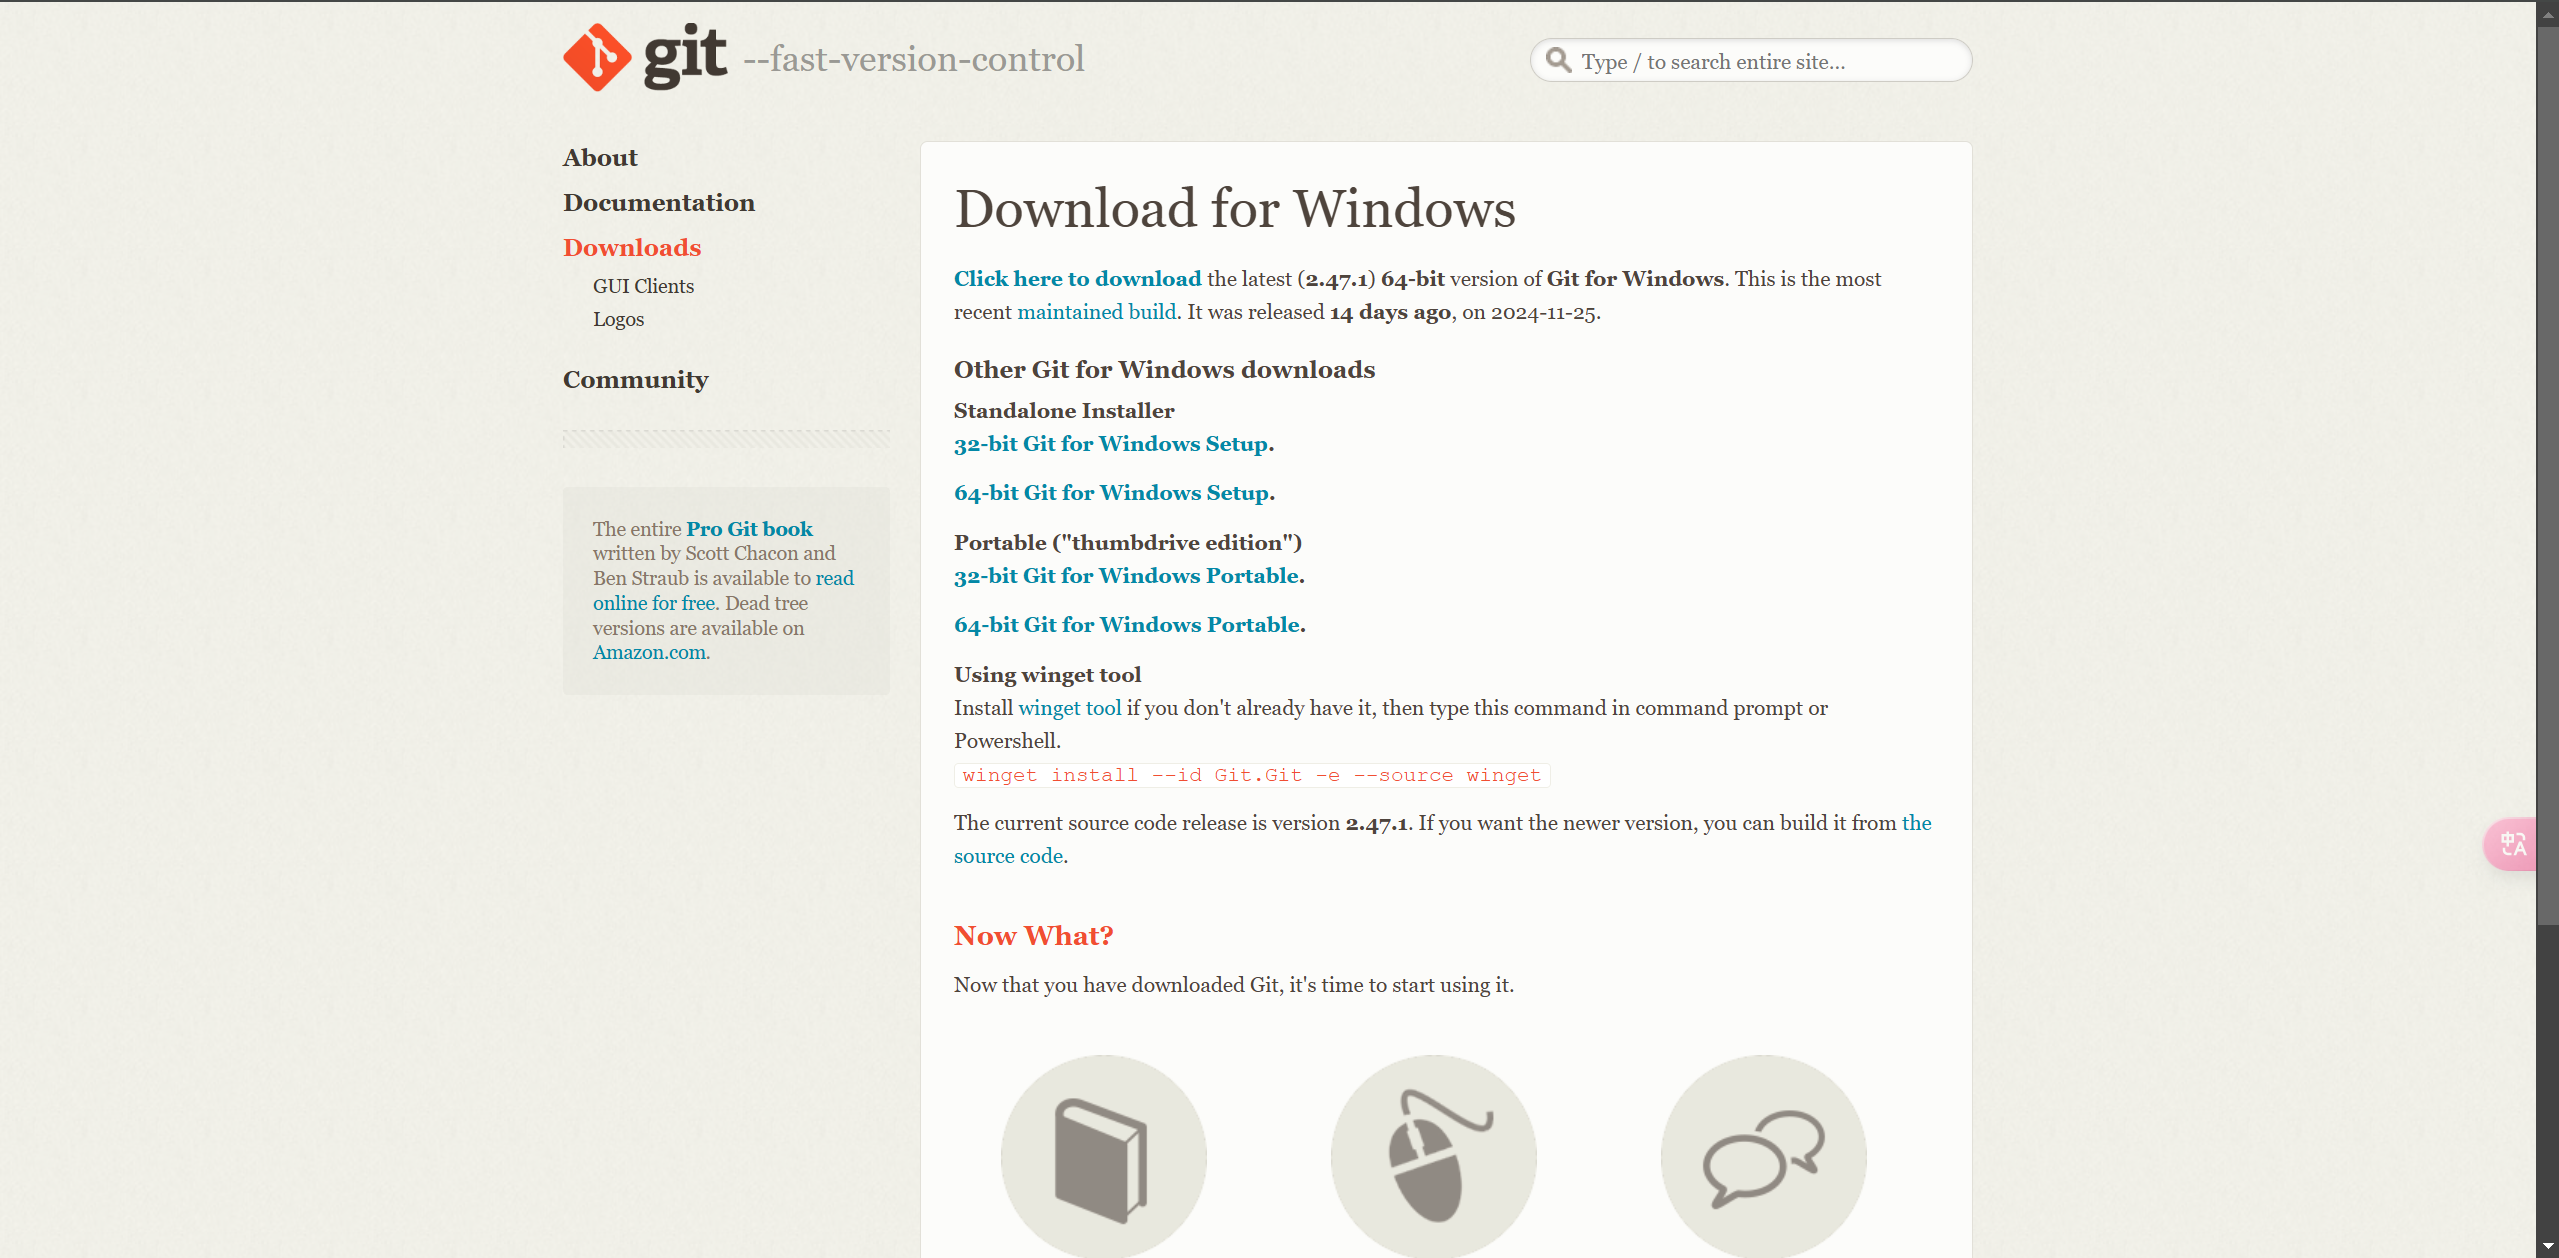 git --fast-version-control
Type / to search entire site...
About
Documentation
Downloads
GUI Clients
Logos
Community
The entire Pro Git book
written by Scott Chacon and
Ben Straub is available to read
online for free. Dead tree
versions are available on
Amazon.com.
Download for Windows
Click here to download the latest (2.47.1) 64-bit version of Git for Windows. This is the most
recent maintained build. It was released 14 days ago, on 2024-11-25.
Other Git for Windows downloads
Standalone Installer
32-bit Git for Windows Setup.
64-bit Git for Windows Setup.
Portable ("thumbdrive edition")
32-bit Git for Windows Portable.
64-bit Git for Windows Portable.
Using winget tool
Install winget tool if you don't already have it, then type this command in command prompt or
Powershell.
winget install --id Git.Git -e --source winget
The current source code release is version 2.47.1. If you want the newer version, you can build it from the
source code.
Now What?
Now that you have downloaded Git, it's time to start using it.
中A